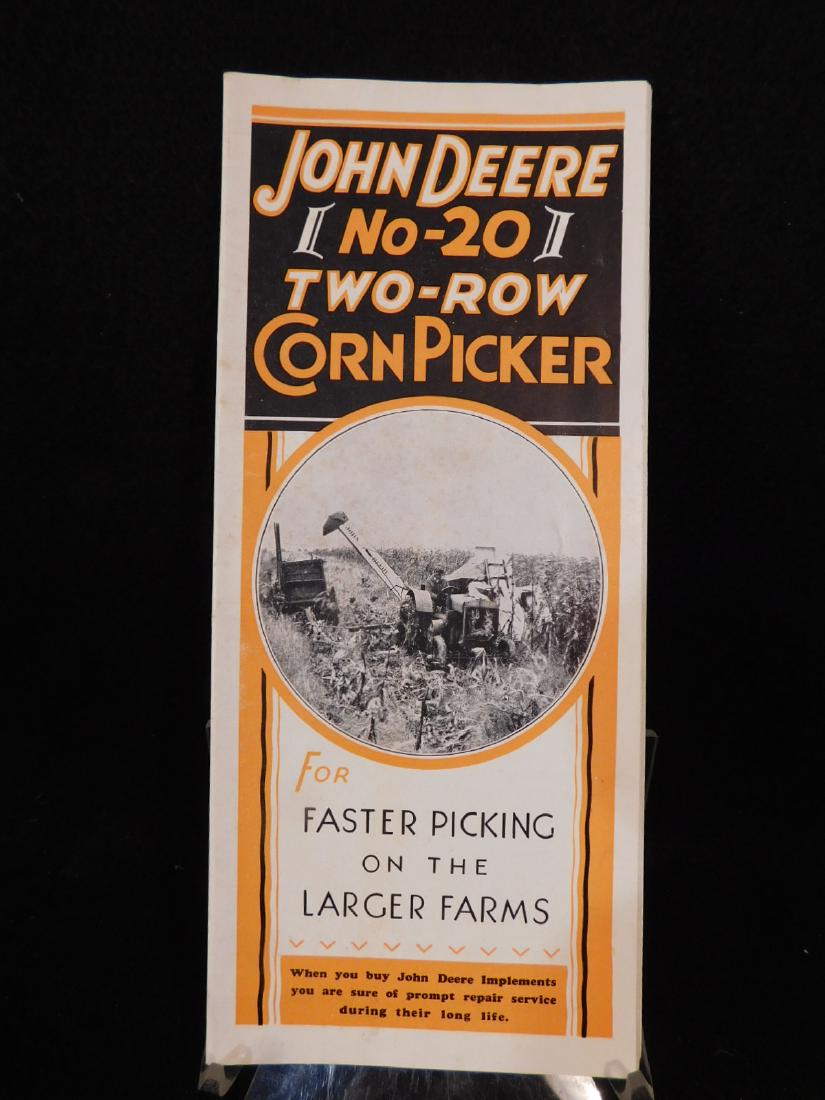 JOHN DEERE
No-20
TWO-ROW
CORN PICKER
FOR
FASTER PICKING
ON THE
LARGER FARMS
When you buy John Deere Implements
you are sure of prompt repair service
during their long life.